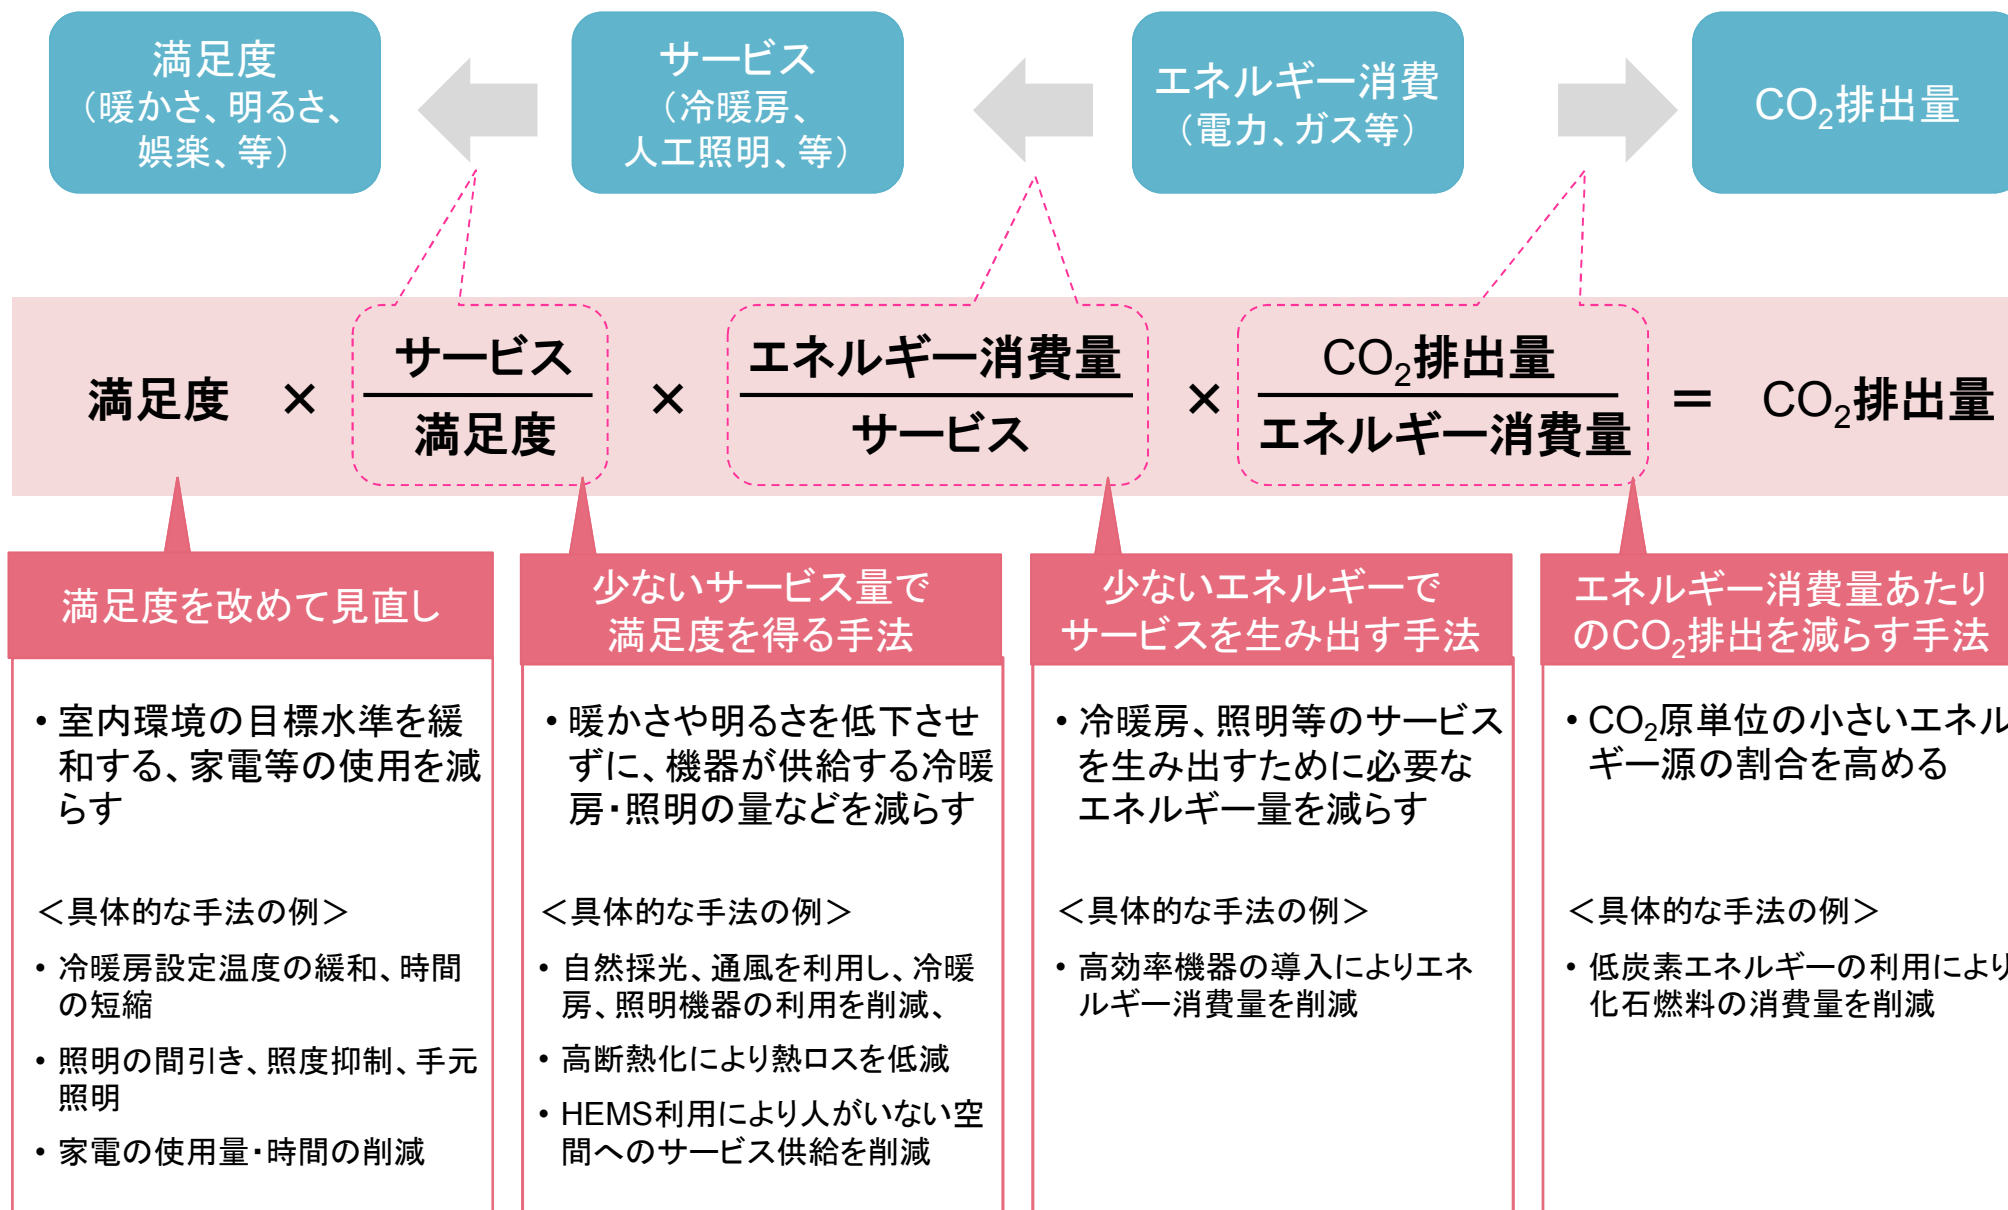 満足度
（暖かさ、明るさ、
娯楽、等）
サービス
（冷暖房、
人工照明、等）
エネルギー消費
（電力、ガス等）
CO₂排出量
満足度 × サービス / 満足度 × エネルギー消費量 / サービス × CO₂排出量 / エネルギー消費量 ＝ CO₂排出量
満足度を改めて見直し
・室内環境の目標水準を緩
和する、家電等の使用を減
らす
＜具体的な手法の例＞
・冷暖房設定温度の緩和、時間
の短縮
・照明の間引き、照度抑制、手元
照明
・家電の使用量・時間の削減
少ないサービス量で
満足度を得る手法
・暖かさや明るさを低下させ
ずに、機器が供給する冷暖
房・照明の量などを減らす
＜具体的な手法の例＞
・自然採光、通風を利用し、冷暖
房、照明機器の利用を削減、
・高断熱化により熱ロスを低減
・HEMS利用により人がいない空
間へのサービス供給を削減
少ないエネルギーで
サービスを生み出す手法
・冷暖房、照明等のサービス
を生み出すために必要な
エネルギー量を減らす
＜具体的な手法の例＞
・高効率機器の導入によりエネ
ルギー消費量を削減
エネルギー消費量あたり
のCO₂排出を減らす手法
・CO₂原単位の小さいエネル
ギー源の割合を高める
＜具体的な手法の例＞
・低炭素エネルギーの利用により
化石燃料の消費量を削減